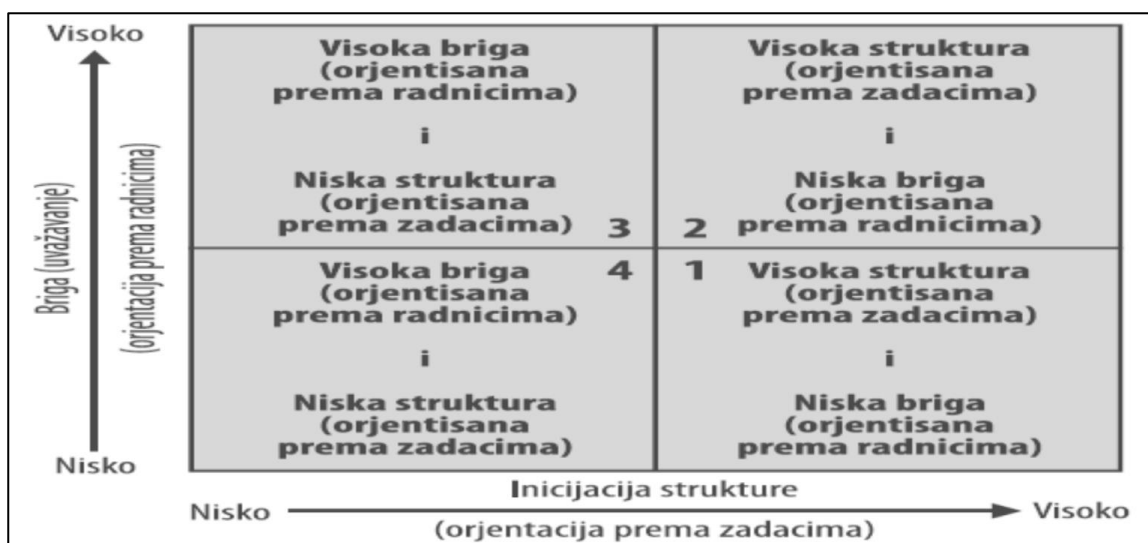 Visoko
Briga (uvažavanje)
(orjentacija prema radnicima)
Nisko
Visoka briga
(orjentisana
prema radnicima)
i
Niska struktura
(orjentisana
prema zadacima)
3
Visoka struktura
(orjentisana
prema zadacima)
i
Niska briga
(orjentisana
prema radnicima)
2
Visoka briga
(orjentisana
prema radnicima)
i
Niska struktura
(orjentisana
prema zadacima)
4
Visoka struktura
(orjentisana
prema zadacima)
i
Niska briga
(orjentisana
prema radnicima)
1
Inicijacija strukture
Nisko
Visoko
(orjentacija prema zadacima)